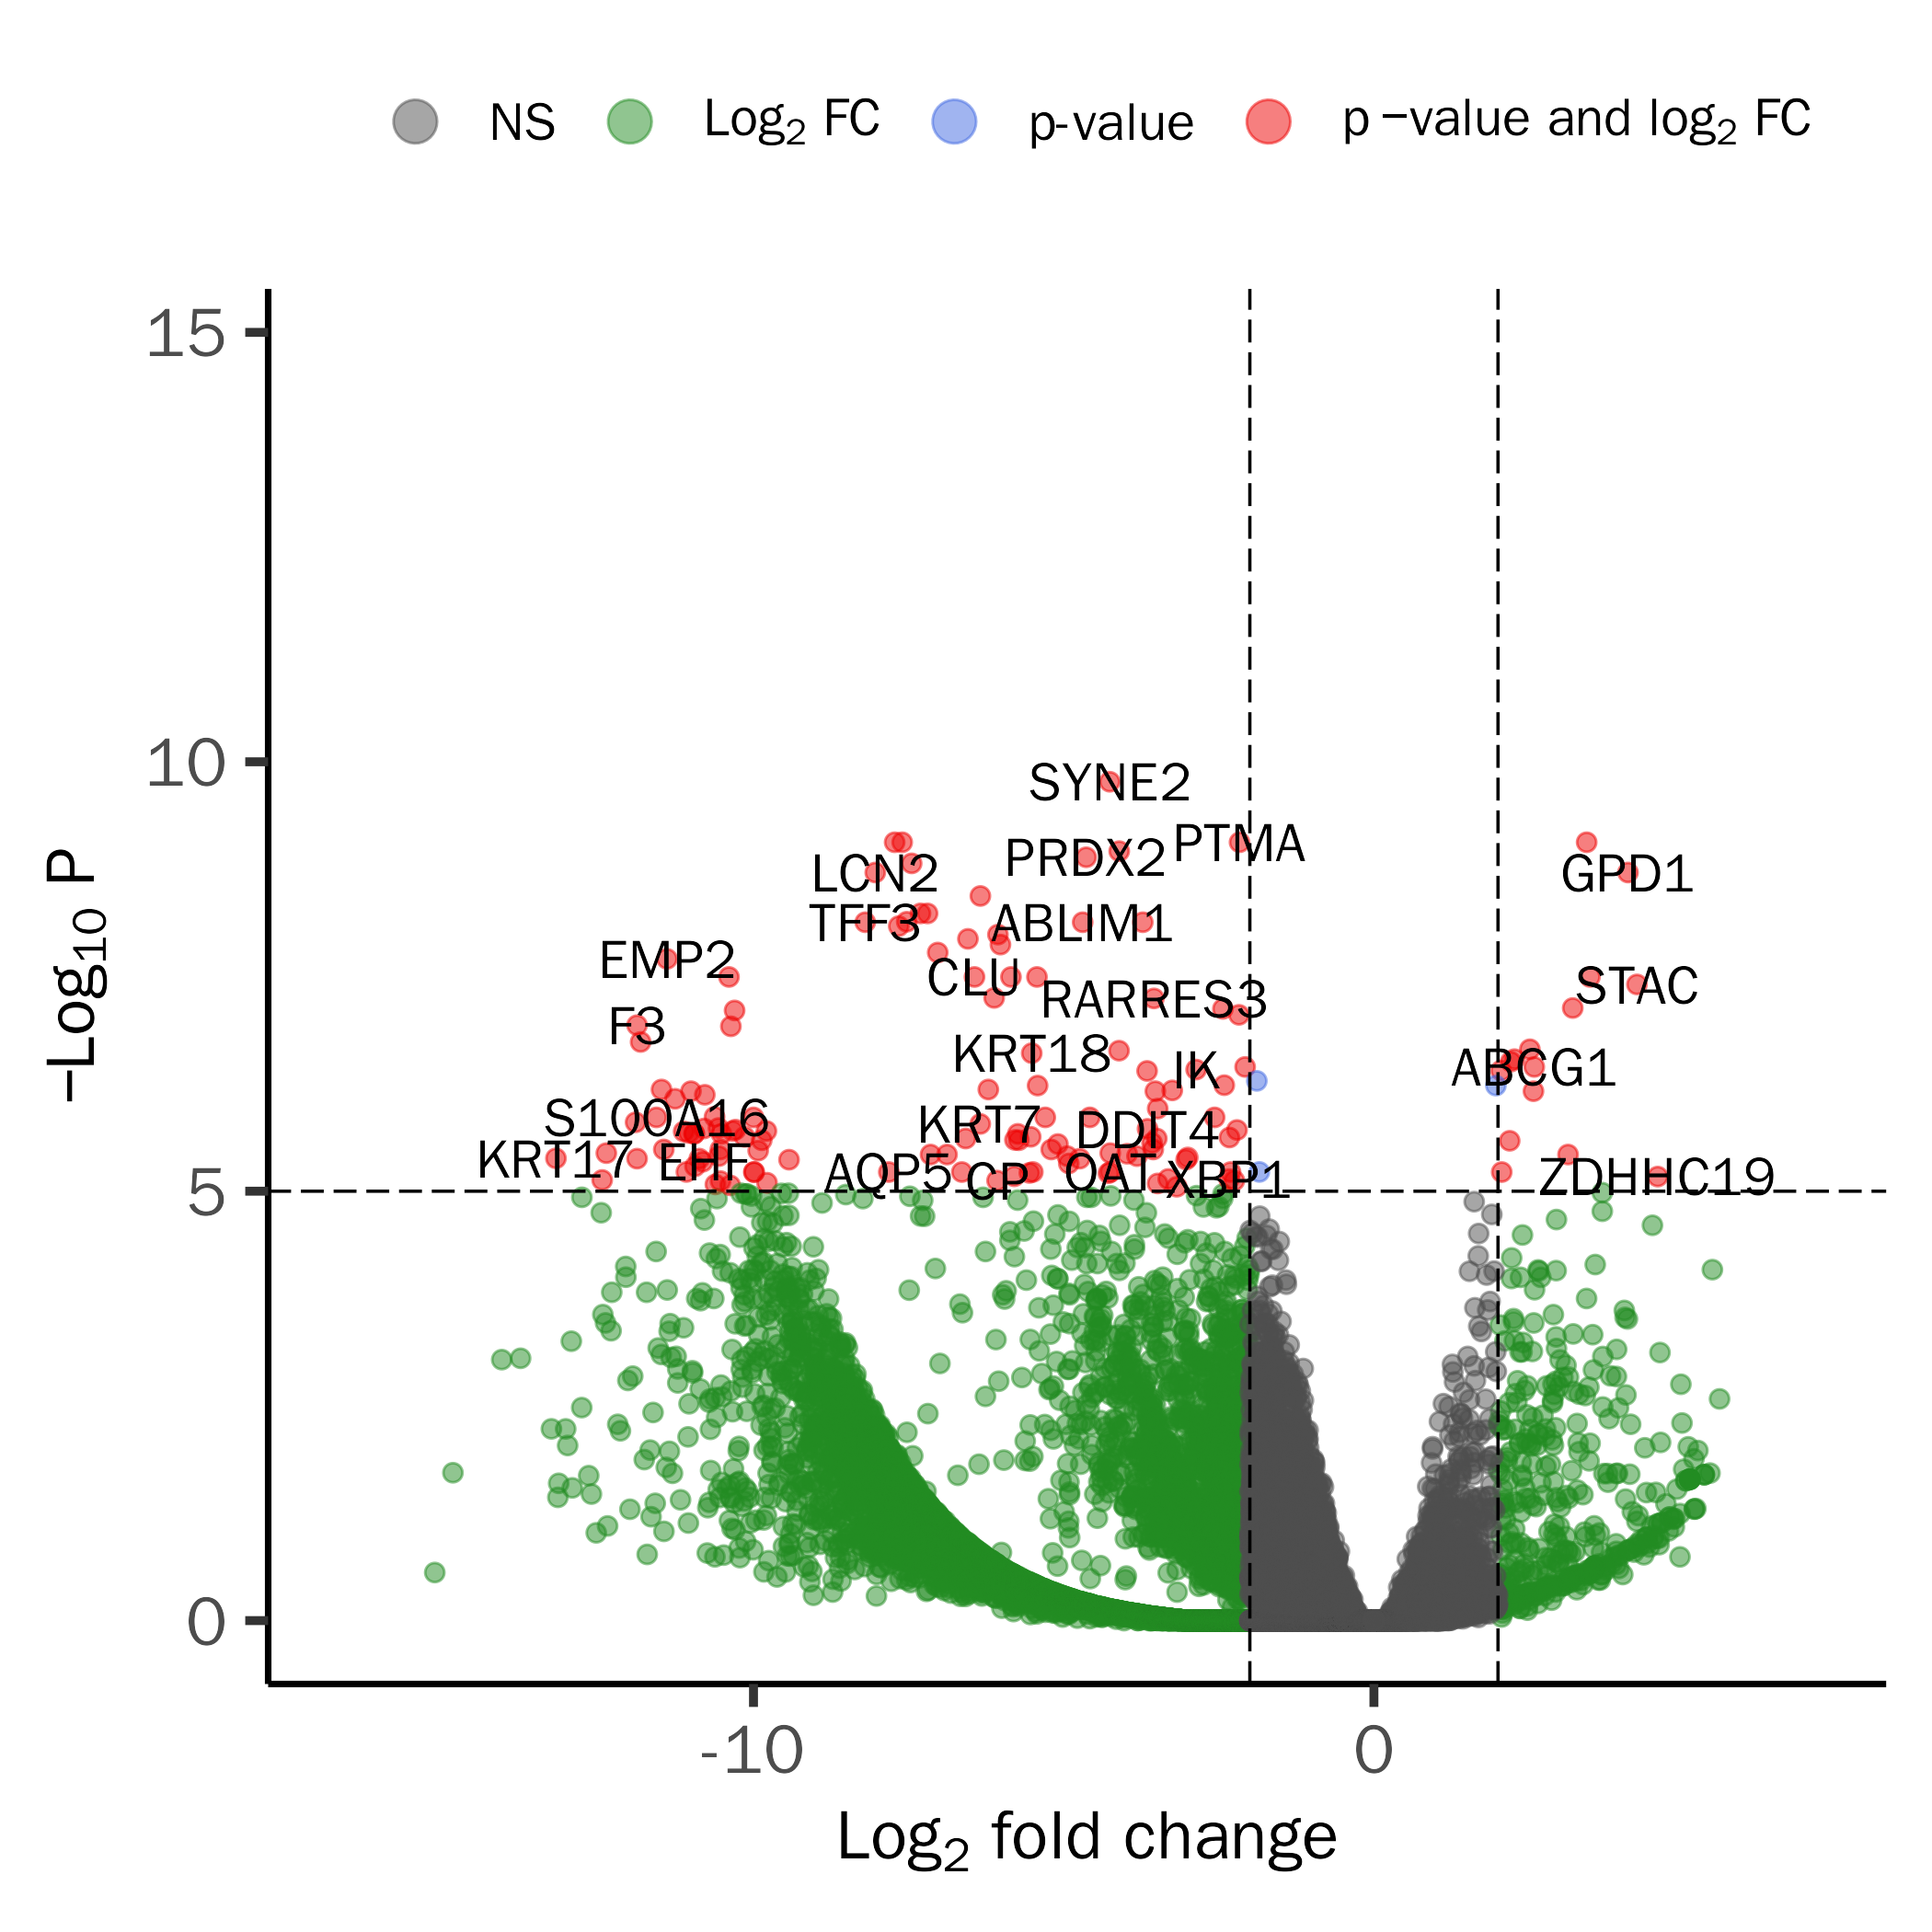 NS Log2 FC p-value p −value and log2 FC
15
10
5
0
−Log10 P
SYNE2
PTMA
PRDX2
LCN2
GPD1
TFF3
ABLIM1
EMP2
CLU
STAC
RARRES3
F3
KRT18
IK
ABCG1
S100A16
KRT7
DDIT4
KRT17
EHF
AQP5
CP
OAT
XBP1
ZDHHC19
-10
0
Log2 fold change